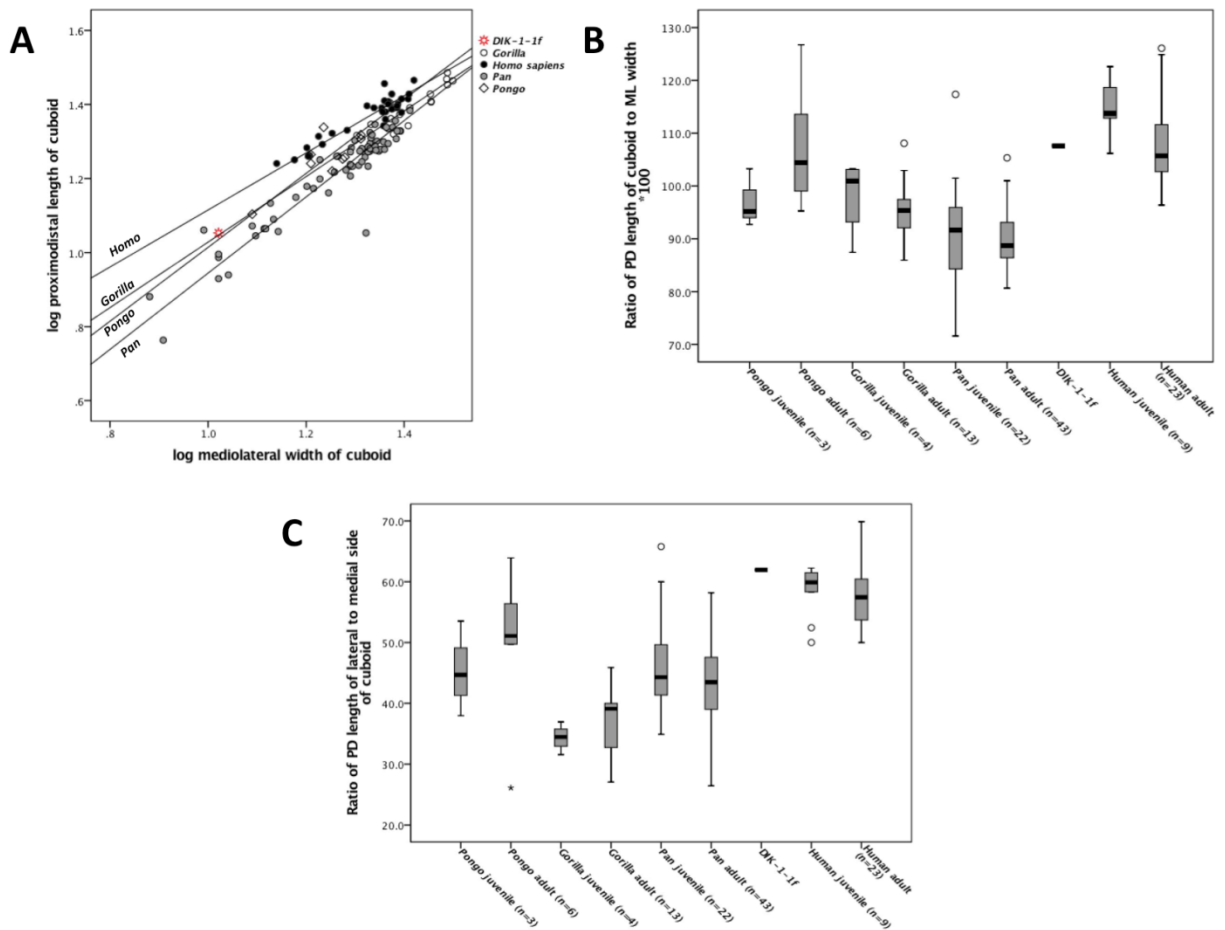 A
log proximodistal length of cuboid
1.6
1.4
1.2
1.0
.8
.6
Homo
Gorilla
Pongo
Pan
.8
1.0
1.2
1.4
log mediolateral width of cuboid
DIK-1-1f
Gorilla
Homo sapiens
Pan
Pongo
B
Ratio of PD length of cuboid to ML width
*100
130.0
120.0
110.0
100.0
90.0
80.0
70.0
Pongo juvenile (n=3)
Pongo adult (n=6)
Gorilla juvenile (n=4)
Gorilla adult (n=13)
Pan juvenile (n=22)
Pan adult (n=43)
DIK-1-1f
Human juvenile (n=9)
Human adult
(n=23)
C
Ratio of PD length of lateral to medial side
of cuboid
70.0
60.0
50.0
40.0
30.0
20.0
*
Pongo juvenile (n=3)
Pongo adult (n=6)
Gorilla juvenile (n=4)
Gorilla adult (n=13)
Pan juvenile (n=22)
Pan adult (n=43)
DIK-1-1f
Human juvenile (n=9)
Human adult
(n=23)